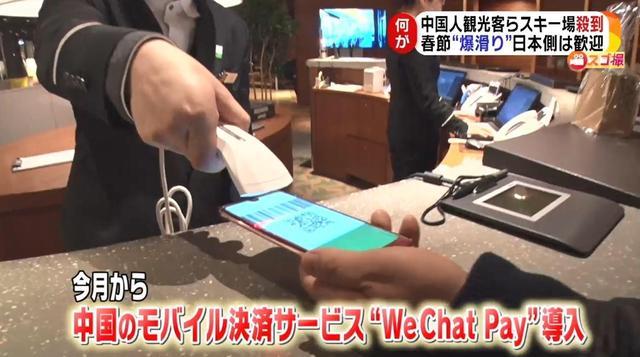 何が
中国人観光客らスキー場殺到
春節“爆滑り”日本側は歓迎
スゴ撮
今月から
中国のモバイル決済サービス“WeChat Pay”導入